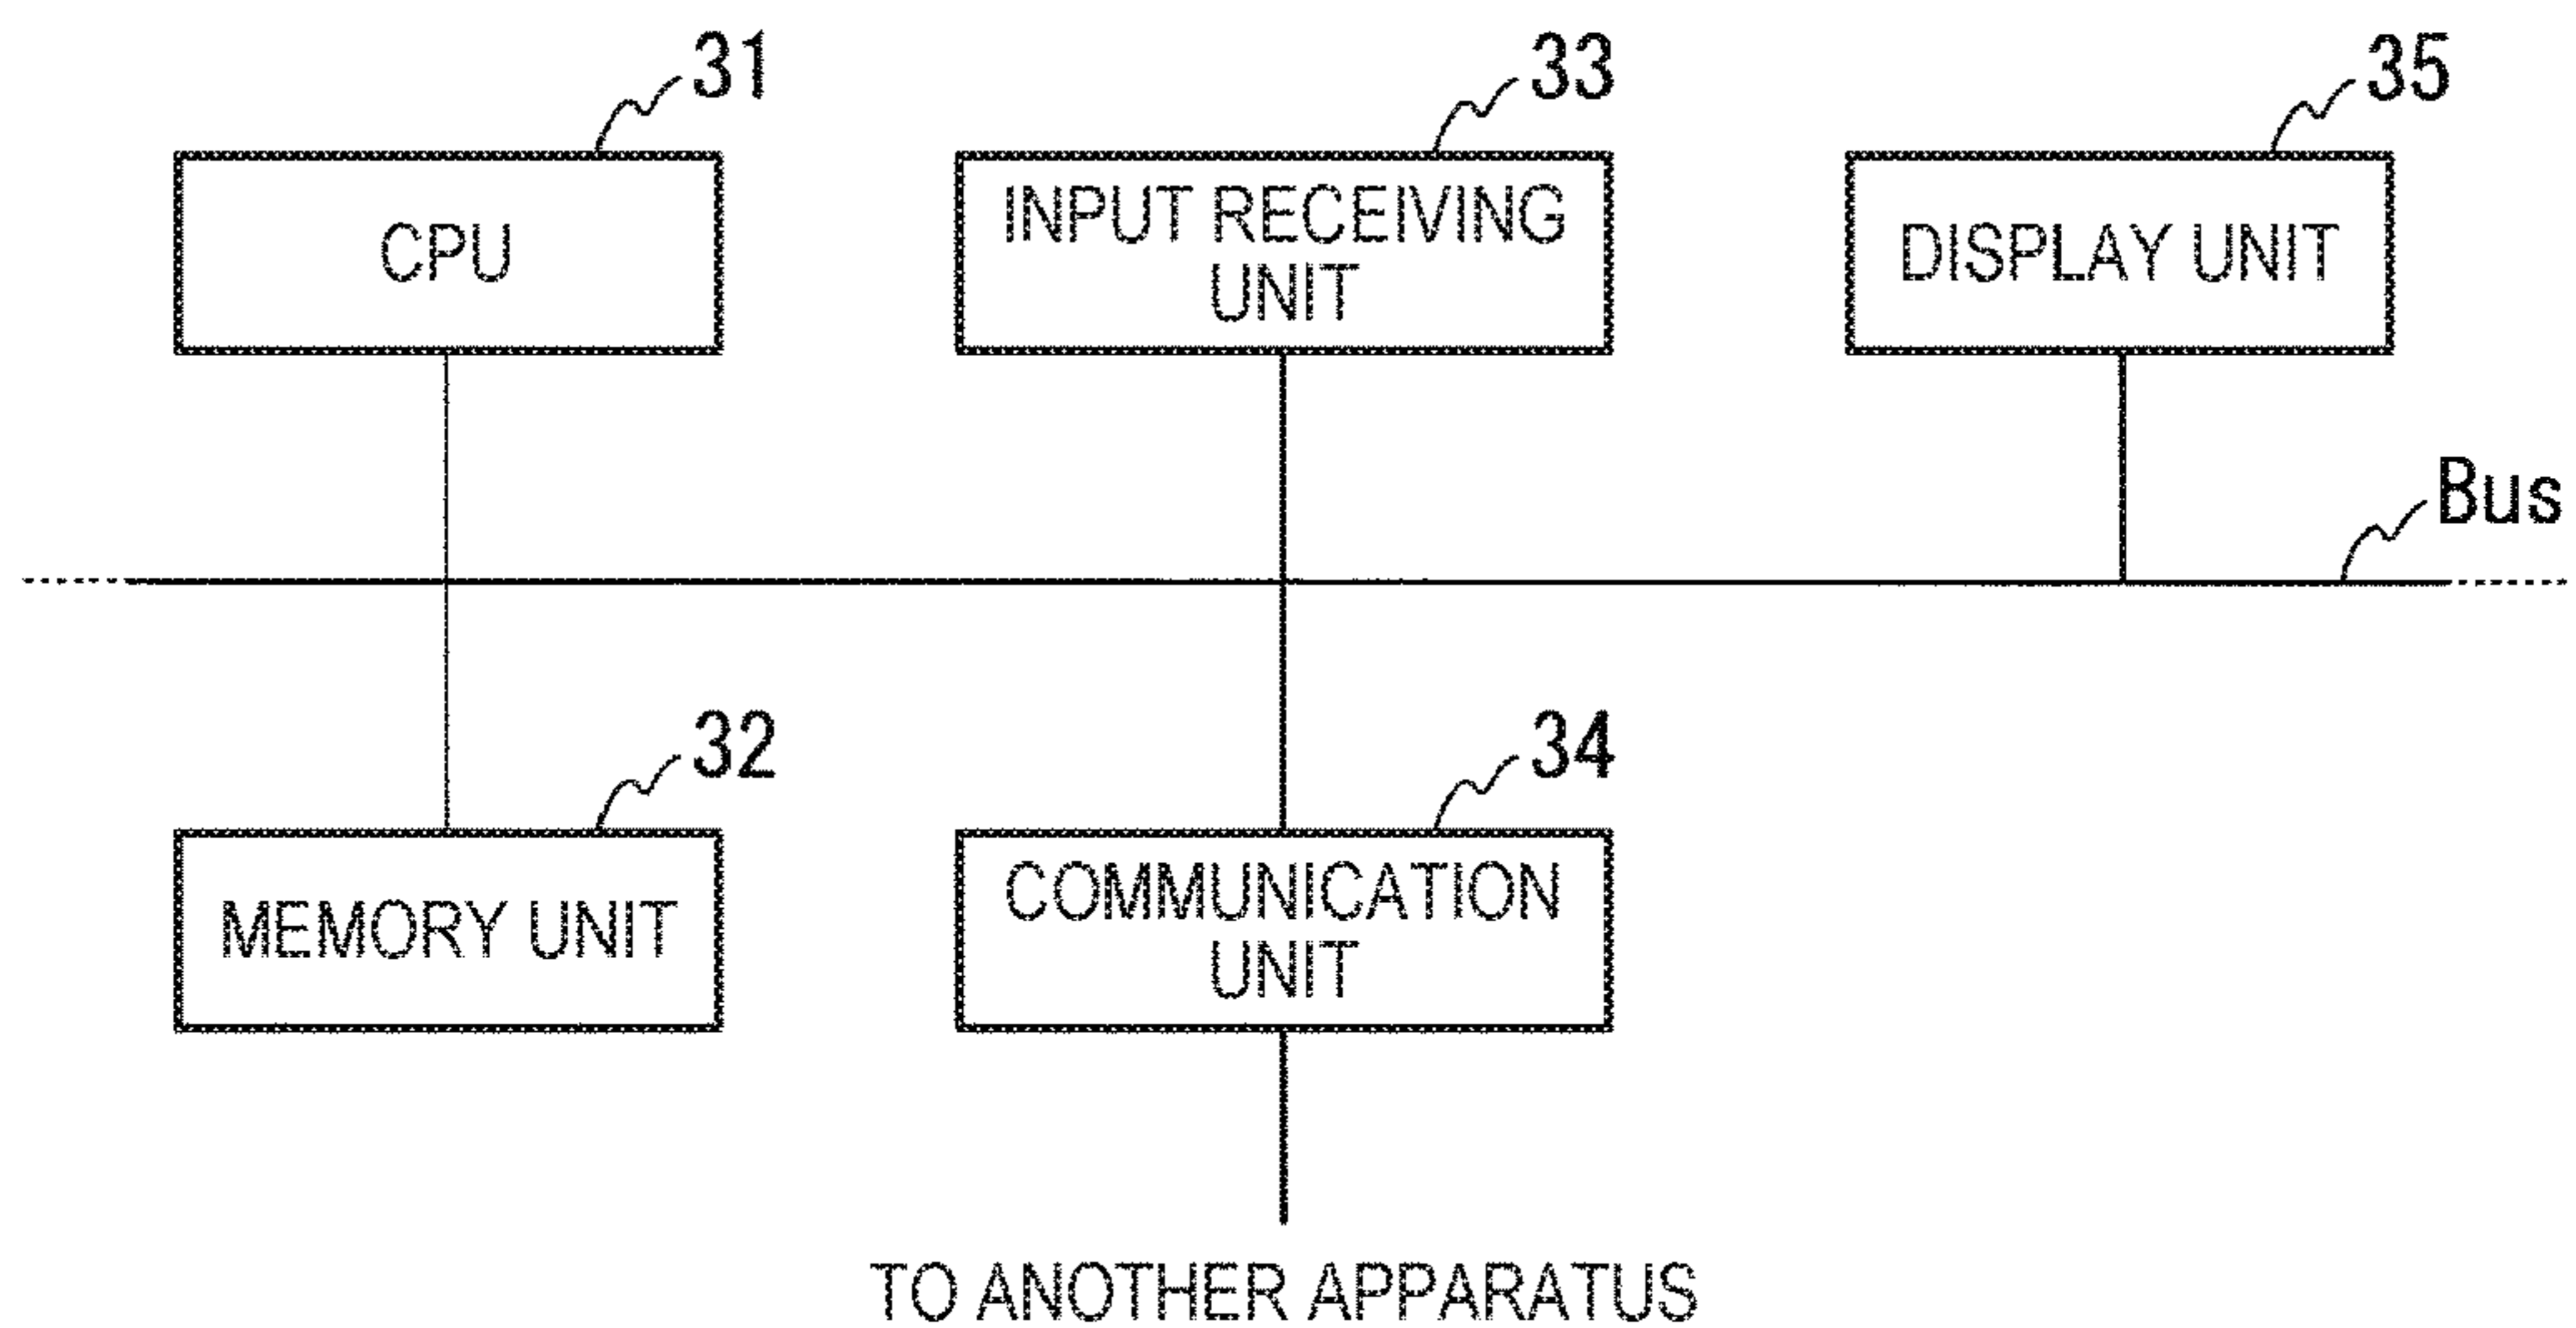 31
33
35
CPU
INPUT RECEIVING
UNIT
DISPLAY UNIT
Bus
32
34
MEMORY UNIT
COMMUNICATION
UNIT
TO ANOTHER APPARATUS